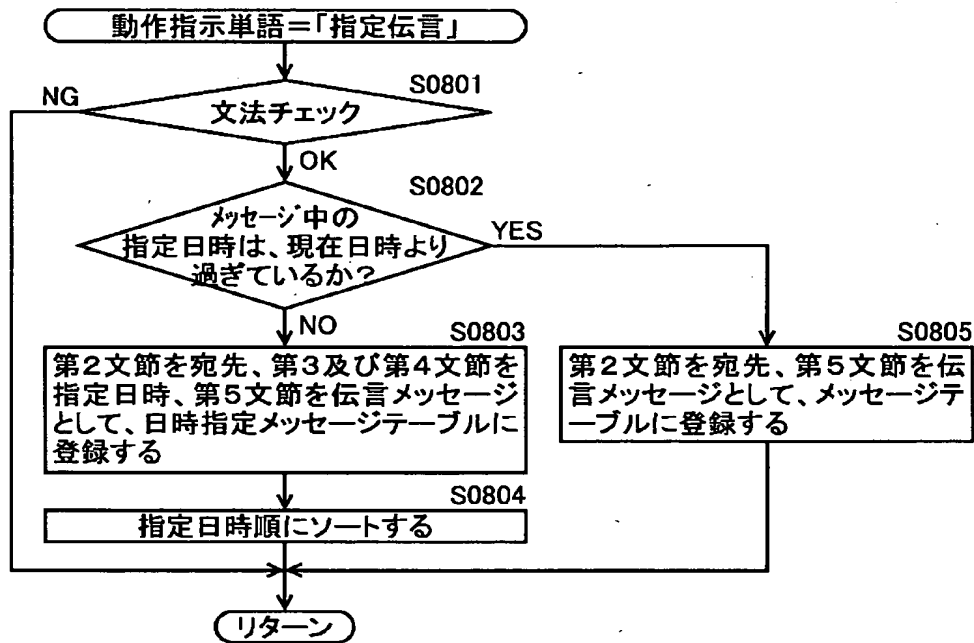 動作指示単語=「指定伝言」
S0801
NG
文法チェック
OK
S0802
メッセージ中の
指定日時は、現在日時より
過ぎているか?
YES
NO
S0803
第2文節を宛先、第3及び第4文節を
指定日時、第5文節を伝言メッセージ
として、日時指定メッセージテーブルに
登録する
S0805
第2文節を宛先、第5文節を伝
言メッセージとして、メッセージテ
ーブルに登録する
S0804
指定日時順にソートする
リターン